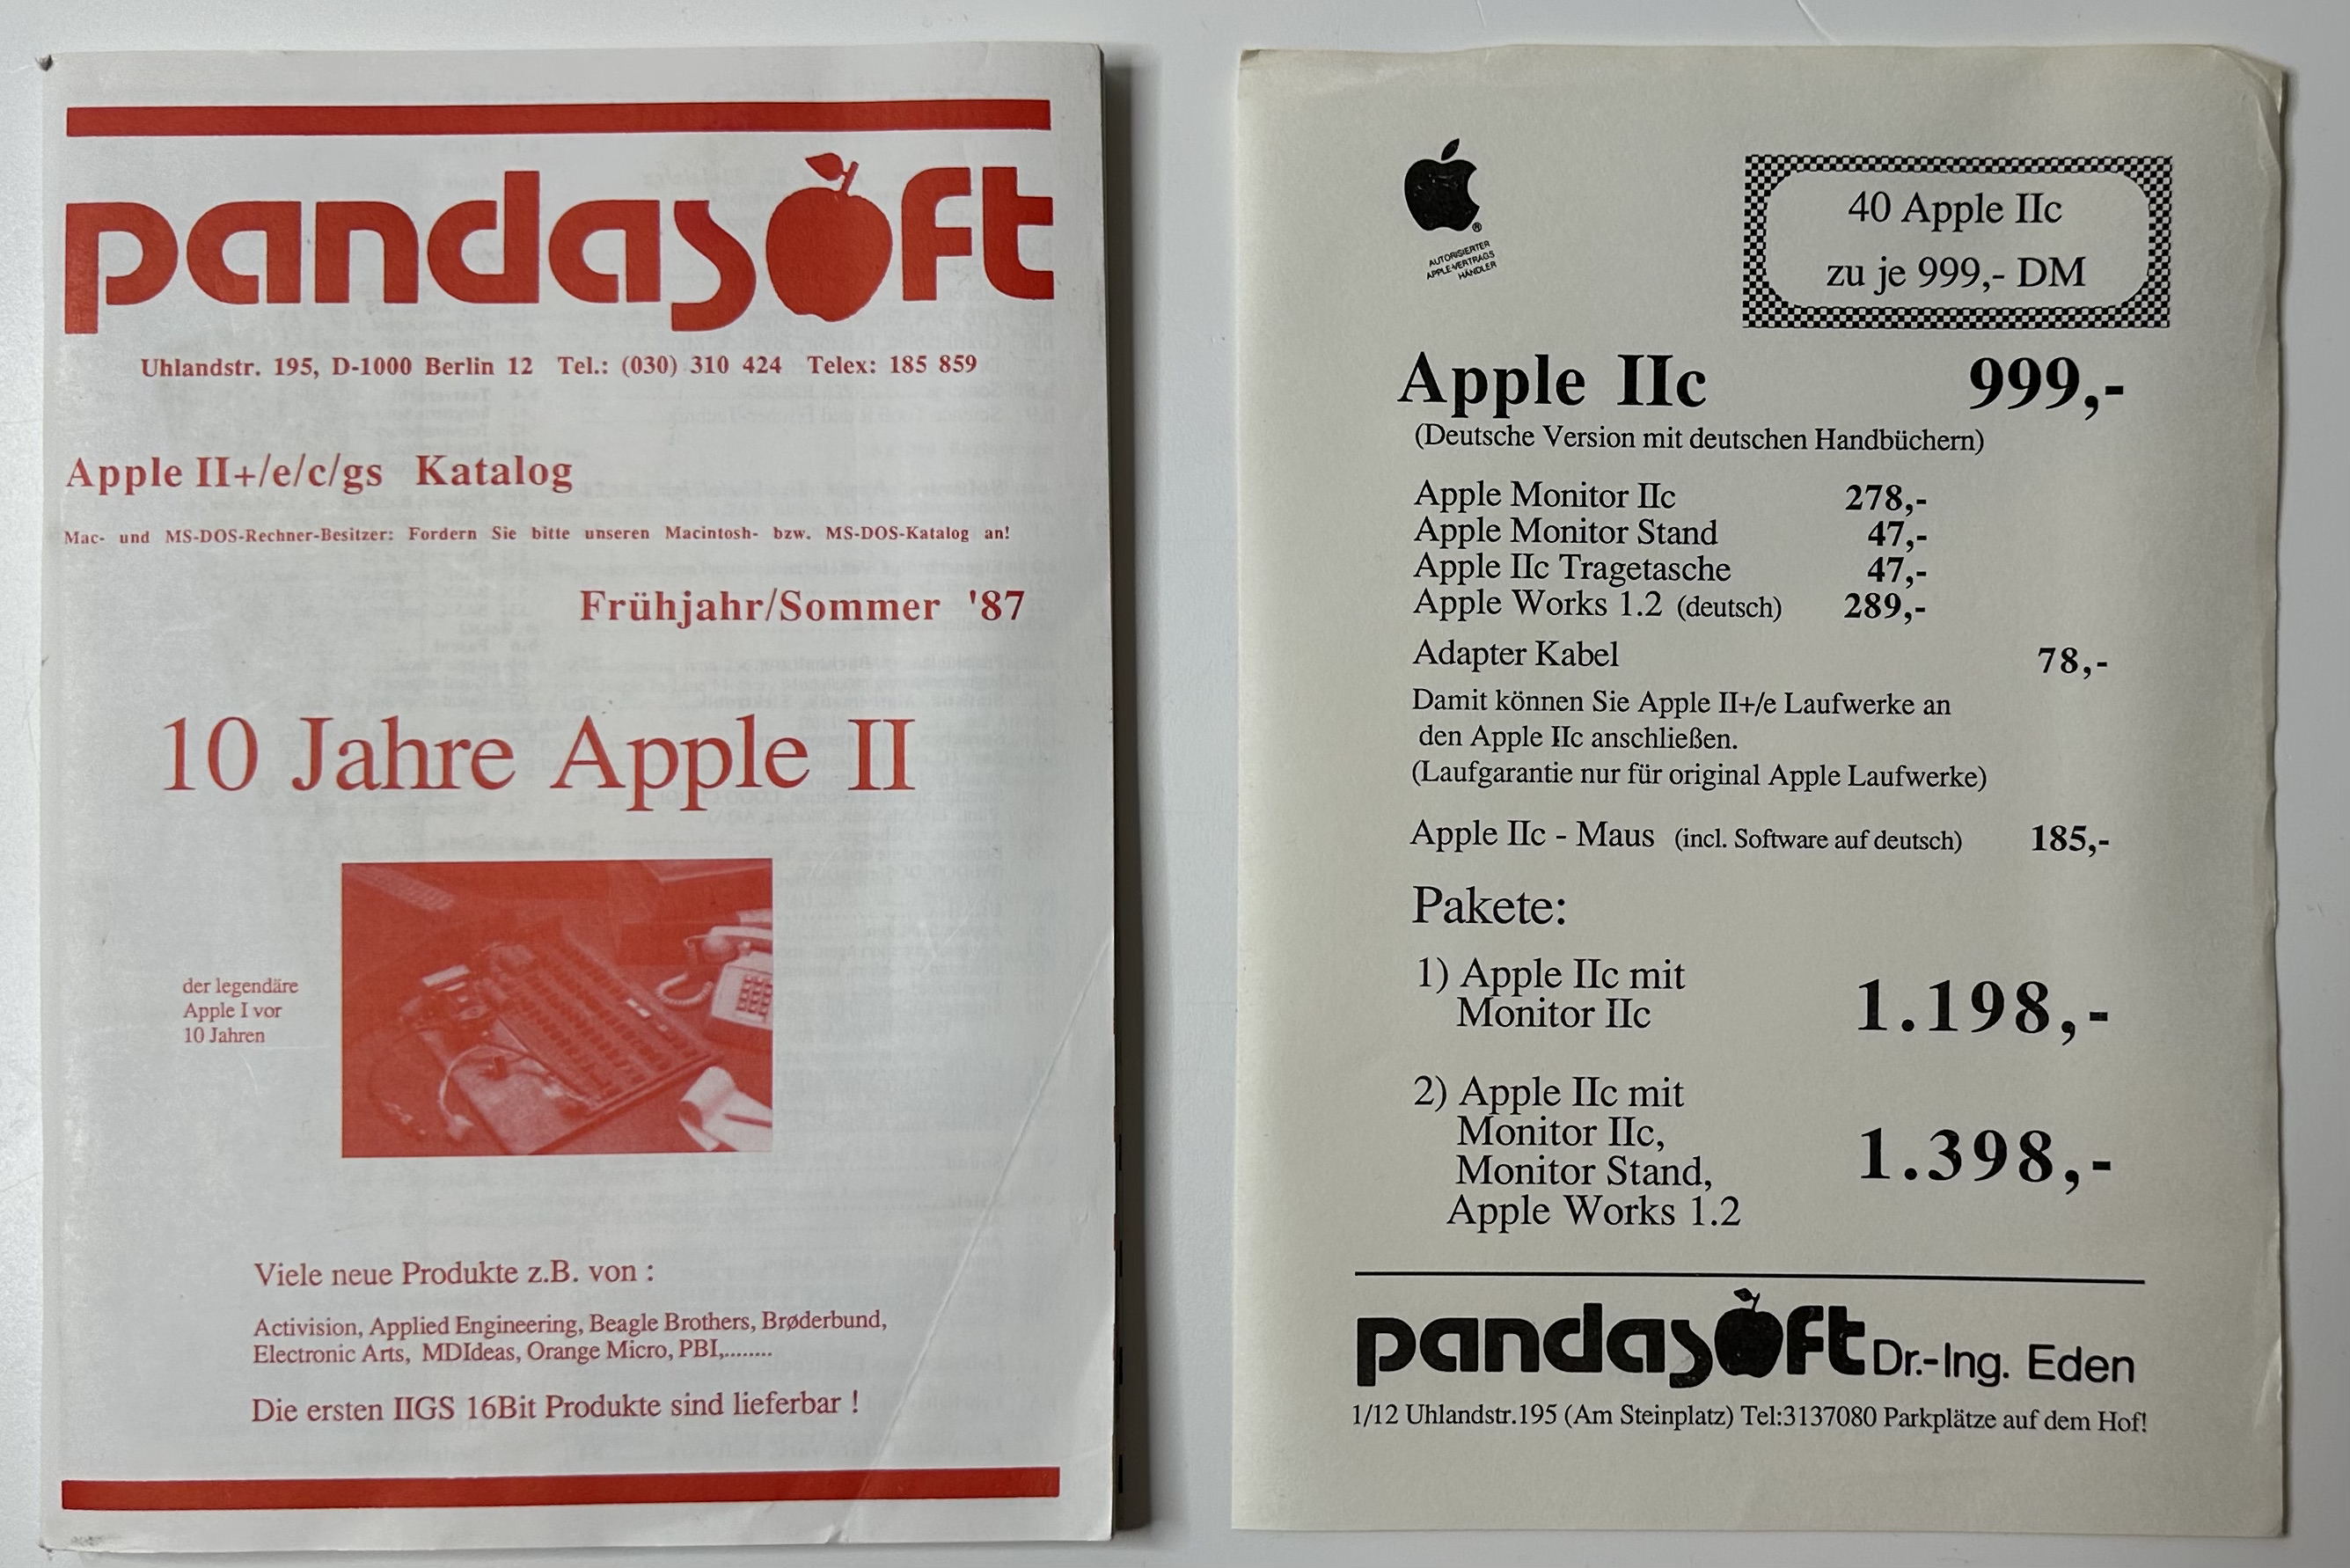 pandasoft
Uhlandstr. 195, D-1000 Berlin 12 Tel.: (030) 310 424 Telex: 185 859
Apple II+/e/c/gs Katalog
Mac- und MS-DOS-Rechner-Besitzer: Fordern Sie bitte unseren Macintosh- bzw. MS-DOS-Katalog an!
Frühjahr/Sommer '87
10 Jahre Apple II
der legendäre
Apple I vor
10 Jahren
Viele neue Produkte z.B. von :
Activision, Applied Engineering, Beagle Brothers, Brøderbund,
Electronic Arts, MDIdeas, Orange Micro, PBI,........
Die ersten IIGS 16Bit Produkte sind lieferbar !
®
AUTORISIERTER
APPLE-VERTRAGS
HÄNDLER
40 Apple IIc
zu je 999,- DM
Apple IIc 999,-
(Deutsche Version mit deutschen Handbüchern)
Apple Monitor IIc 278,-
Apple Monitor Stand 47,-
Apple IIc Tragetasche 47,-
Apple Works 1.2 (deutsch) 289,-
Adapter Kabel 78,-
Damit können Sie Apple II+/e Laufwerke an
den Apple IIc anschließen.
(Laufgarantie nur für original Apple Laufwerke)
Apple IIc - Maus (incl. Software auf deutsch) 185,-
Pakete:
1) Apple IIc mit
Monitor IIc 1.198,-
2) Apple IIc mit
Monitor IIc,
Monitor Stand, 1.398,-
Apple Works 1.2
pandasoft Dr.-Ing. Eden
1/12 Uhlandstr.195 (Am Steinplatz) Tel:3137080 Parkplätze auf dem Hof!